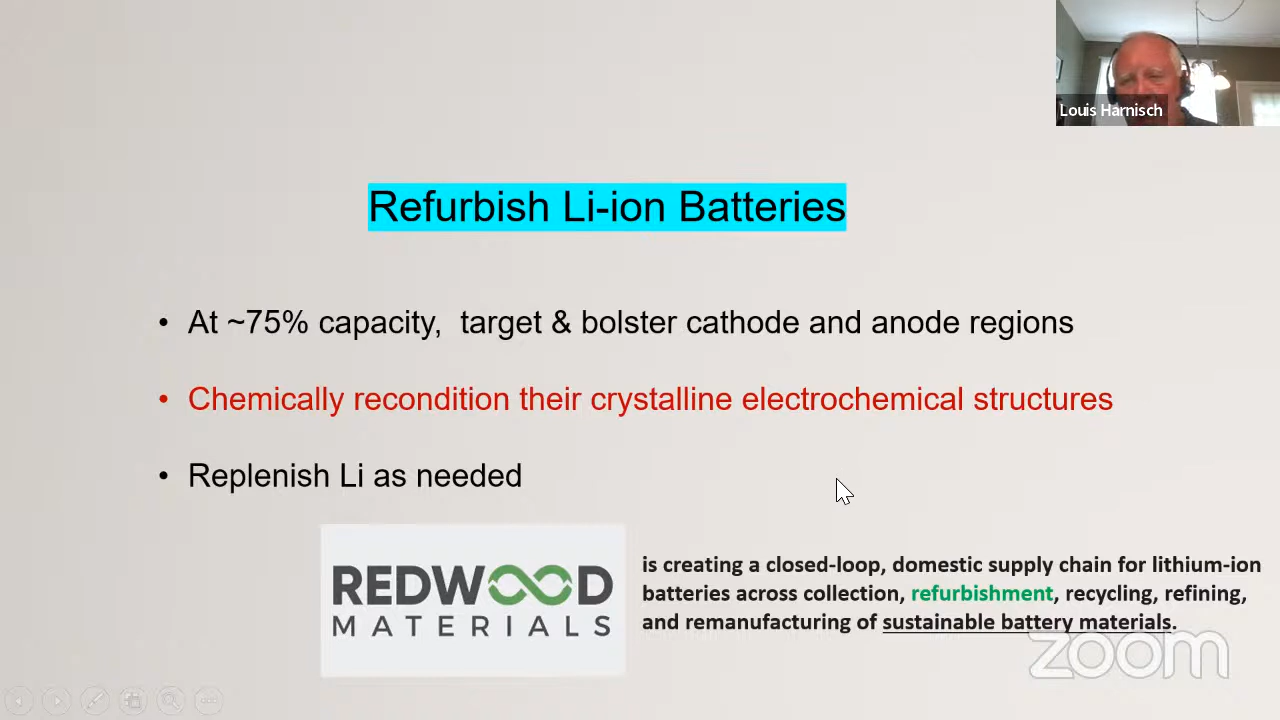 Louis Harnisch
Refurbish Li-ion Batteries
• At ~75% capacity,  target & bolster cathode and anode regions
• Chemically recondition their crystalline electrochemical structures
• Replenish Li as needed
REDWOOD
MATERIALS
is creating a closed-loop, domestic supply chain for lithium-ion
batteries across collection, refurbishment, recycling, refining,
and remanufacturing of sustainable battery materials.
zoom